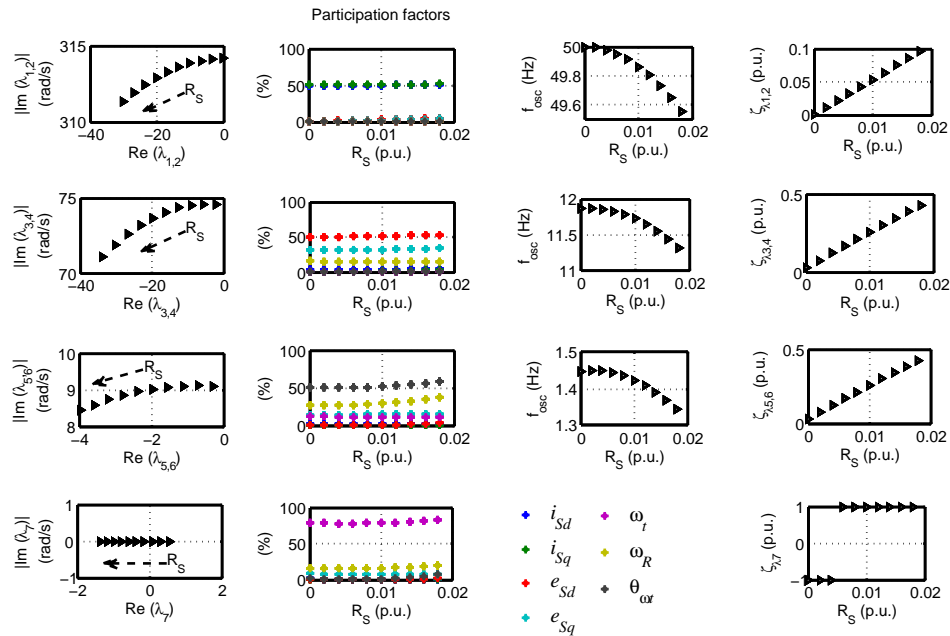 Participation factors
315
310
−40
−20
0
|Im (λ1,2)|
(rad/s)
Re (λ1,2)
RS
100
50
0
0
0.01
0.02
(%)
RS (p.u.)
50
49.8
49.6
0
0.01
0.02
fosc (Hz)
RS (p.u.)
0.1
0.05
0
0
0.01
0.02
ζλ1,2 (p.u.)
RS (p.u.)
75
70
−40
−20
0
|Im (λ3,4)|
(rad/s)
Re (λ3,4)
RS
100
50
0
0
0.01
0.02
(%)
RS (p.u.)
12
11.5
11
0
0.01
0.02
fosc (Hz)
RS (p.u.)
0.5
0
0
0.01
0.02
ζλ3,4 (p.u.)
RS (p.u.)
10
9
8
−4
−2
0
|Im (λ5,6)|
(rad/s)
Re (λ5,6)
RS
100
50
0
0
0.01
0.02
(%)
RS (p.u.)
1.5
1.4
1.3
0
0.01
0.02
fosc (Hz)
RS (p.u.)
0.5
0
0
0.01
0.02
ζλ5,6 (p.u.)
RS (p.u.)
1
0
−1
−2
0
2
|Im (λ7)|
(rad/s)
Re (λ7)
RS
100
50
0
0
0.01
0.02
(%)
RS (p.u.)
iSd
iSq
eSd
eSq
ωt
ωR
θωt
1
0
−1
0
0.01
0.02
ζλ7 (p.u.)
RS (p.u.)